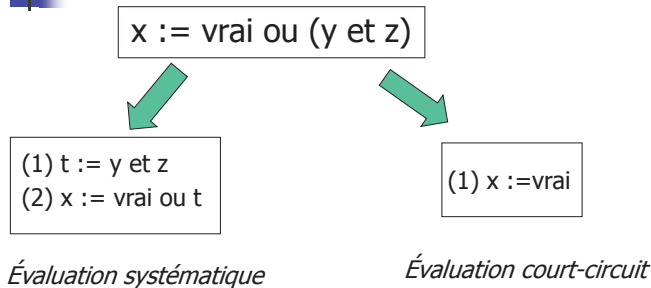 x := vrai ou (y et z)
(1) t := y et z
(2) x := vrai ou t
(1) x :=vrai
Évaluation systématique
Évaluation court-circuit